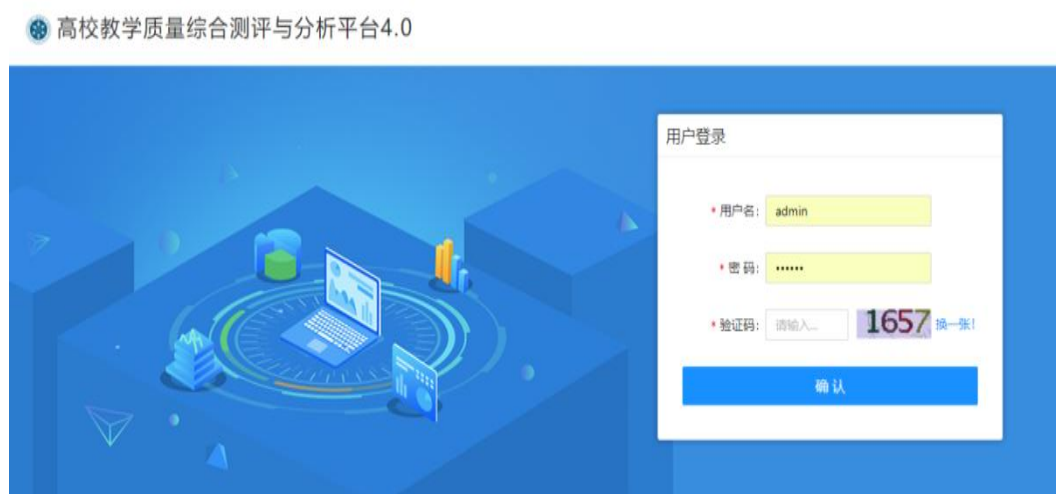 高校教学质量综合测评与分析平台4.0
用户登录
* 用户名: admin
* 密 码: ••••••
* 验证码: 请输入... 1657 换一张!
确 认